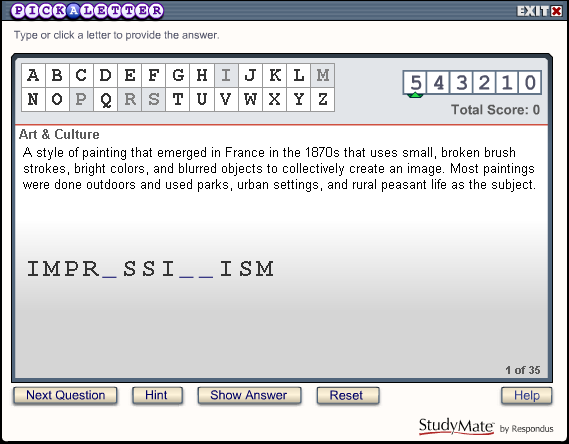 PICKALETTER EXIT X
Type or click a letter to provide the answer.
A B C D E F G H I J K L M
N O P Q R S T U V W X Y Z
5 4 3 2 1 0
Total Score: 0
Art & Culture
A style of painting that emerged in France in the 1870s that uses small, broken brush
strokes, bright colors, and blurred objects to collectively create an image. Most paintings
were done outdoors and used parks, urban settings, and rural peasant life as the subject.
IMPR_SSI__ISM
1 of 35
Next Question Hint Show Answer Reset Help
StudyMate by Respondus